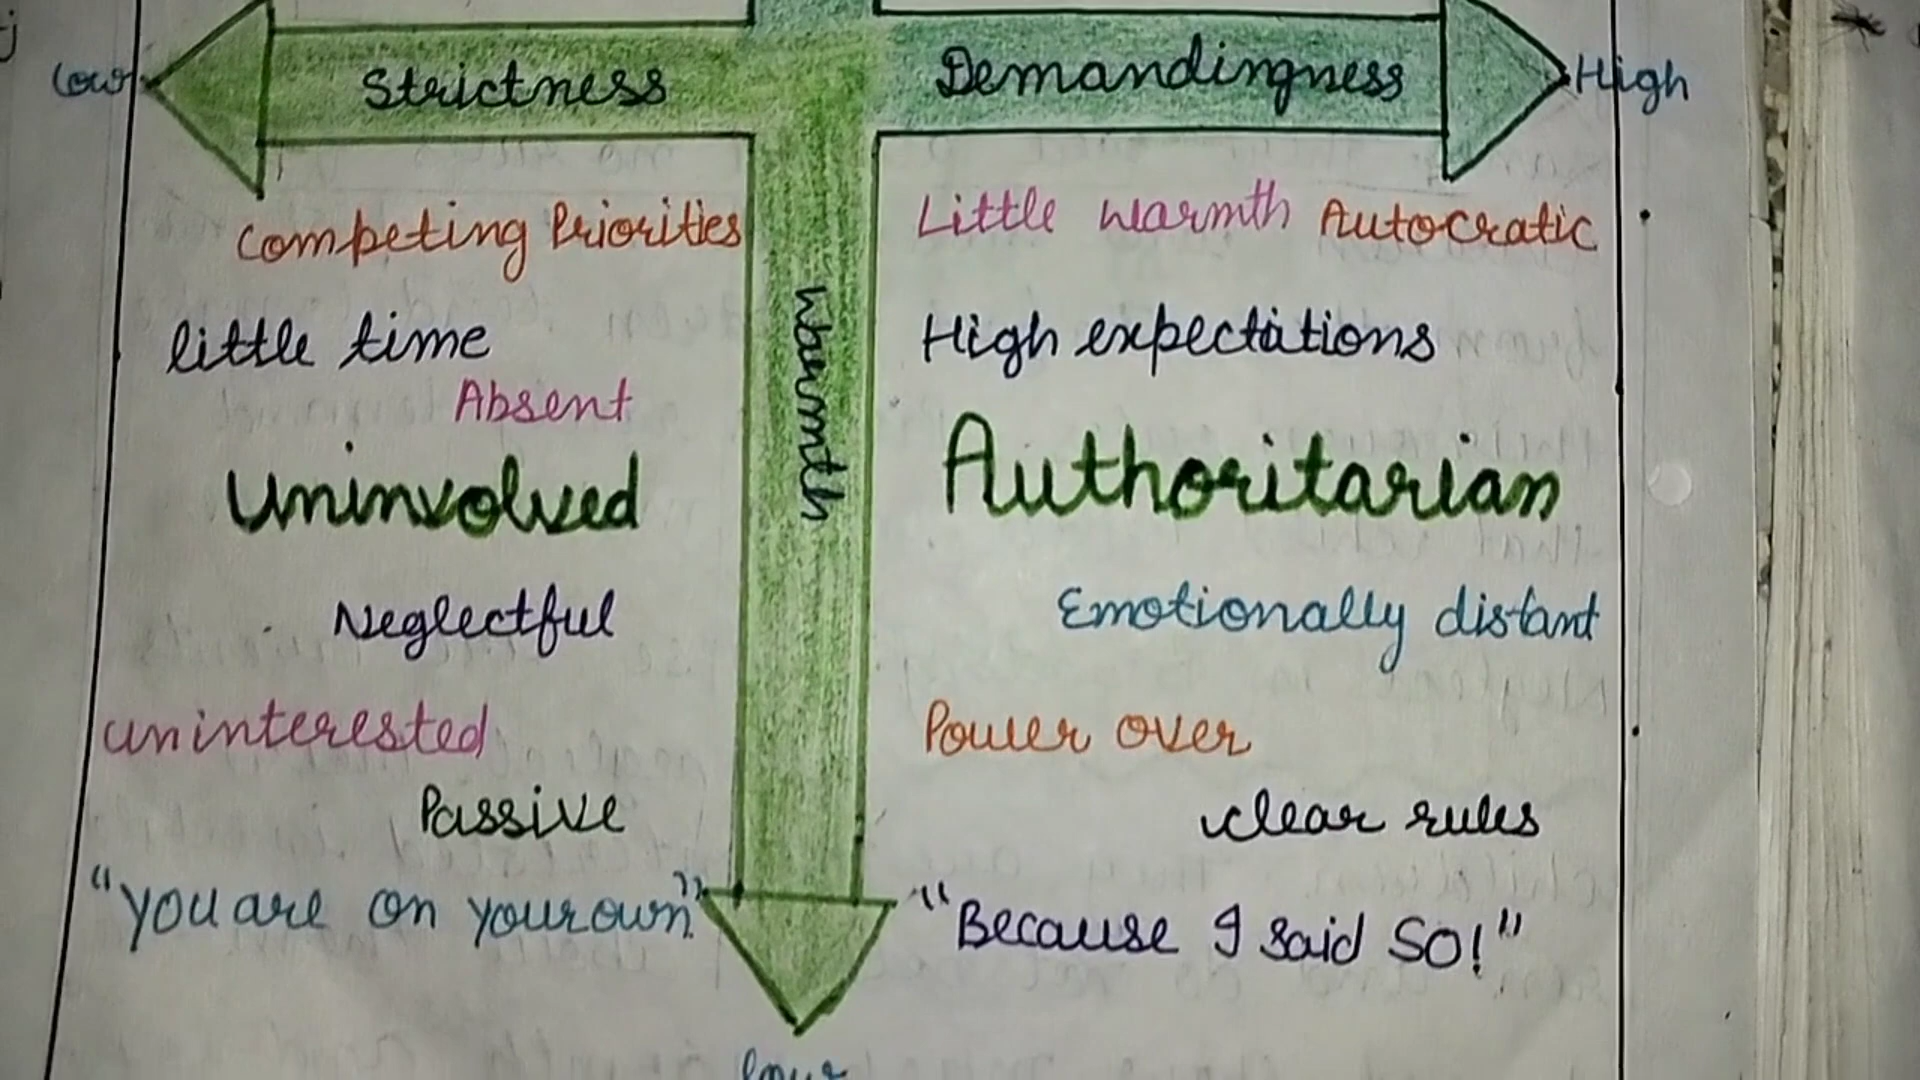 Low Strictness Demandingness High
Competing Priorities
Little warmth Autocratic
little time
High expectations
Absent
Warmth
Uninvolved
Authoritarian
Neglectful
Emotionally distant
uninterested
Power over
Passive
clear rules
"You are on your own"
"Because I said So!"